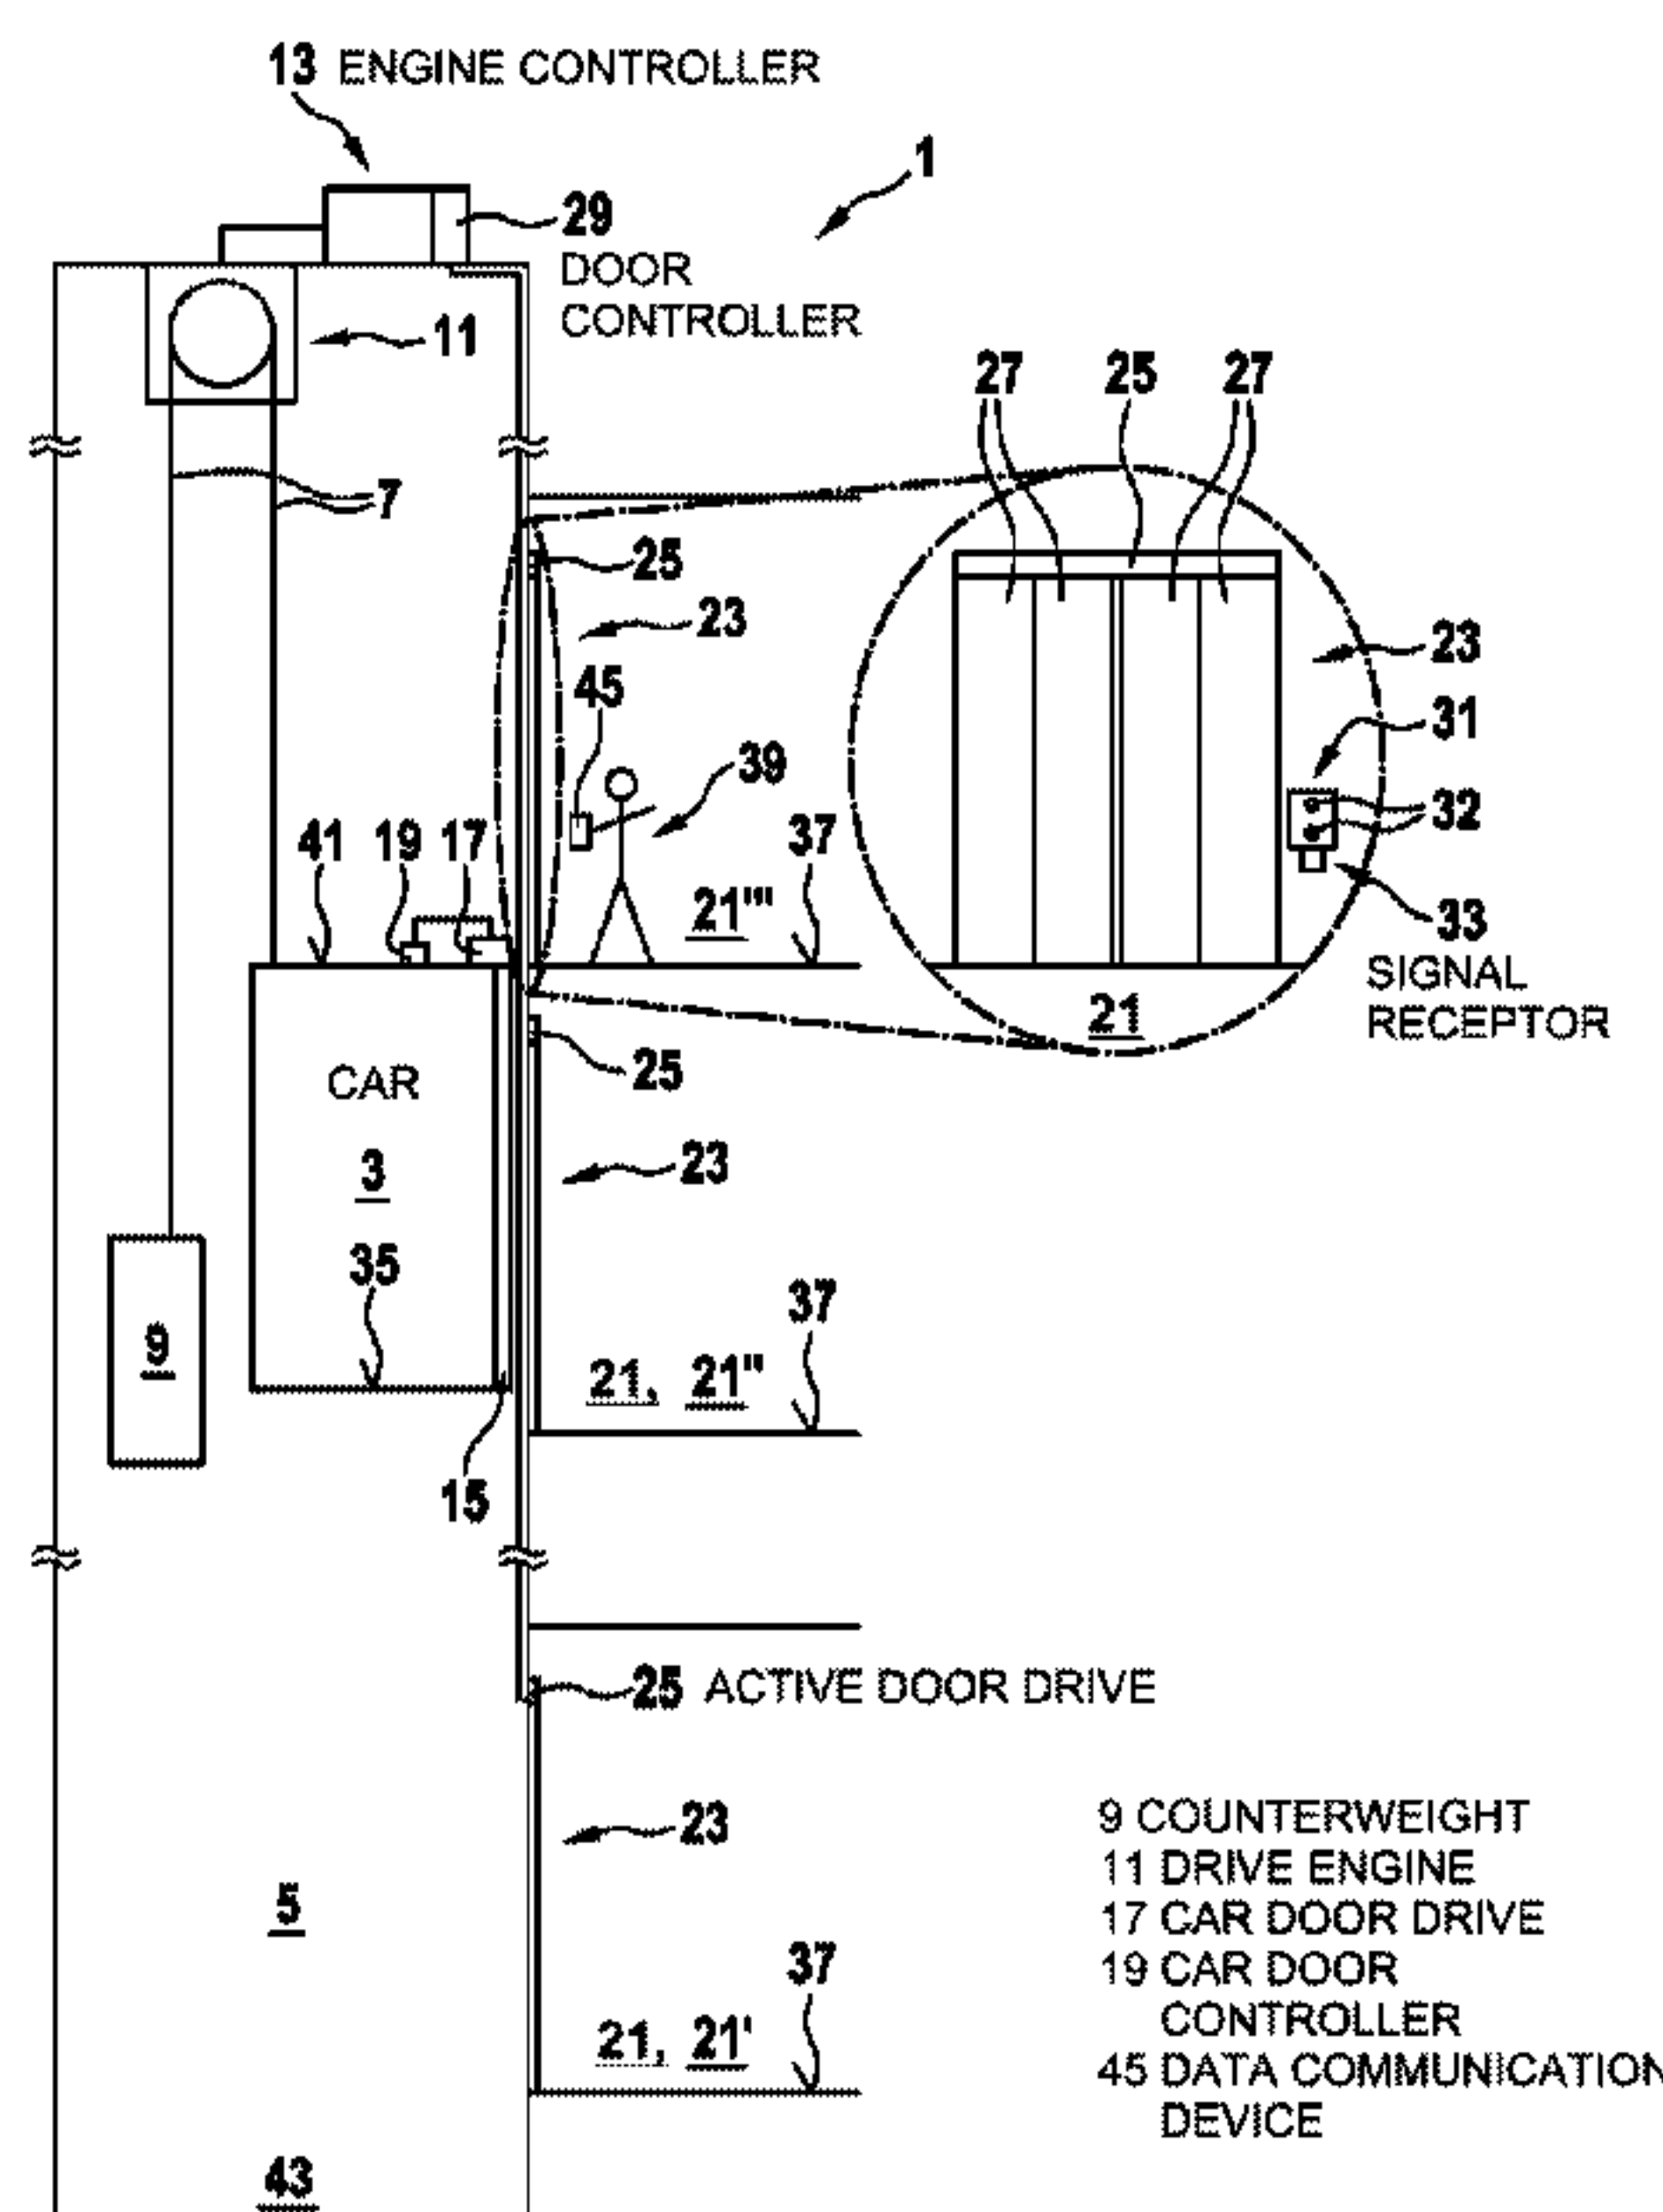 13 ENGINE CONTROLLER
1
29
DOOR
CONTROLLER
11
27 25 27
7
25
23
23
45
31
39
32
41 19 17
37
21'''
33
SIGNAL
RECEPTOR
21
25
CAR
23
3
35
37
9
21, 21''
15
25 ACTIVE DOOR DRIVE
23
9 COUNTERWEIGHT
11 DRIVE ENGINE
5
17 CAR DOOR DRIVE
37
19 CAR DOOR
CONTROLLER
21, 21'
45 DATA COMMUNICATION
DEVICE
43